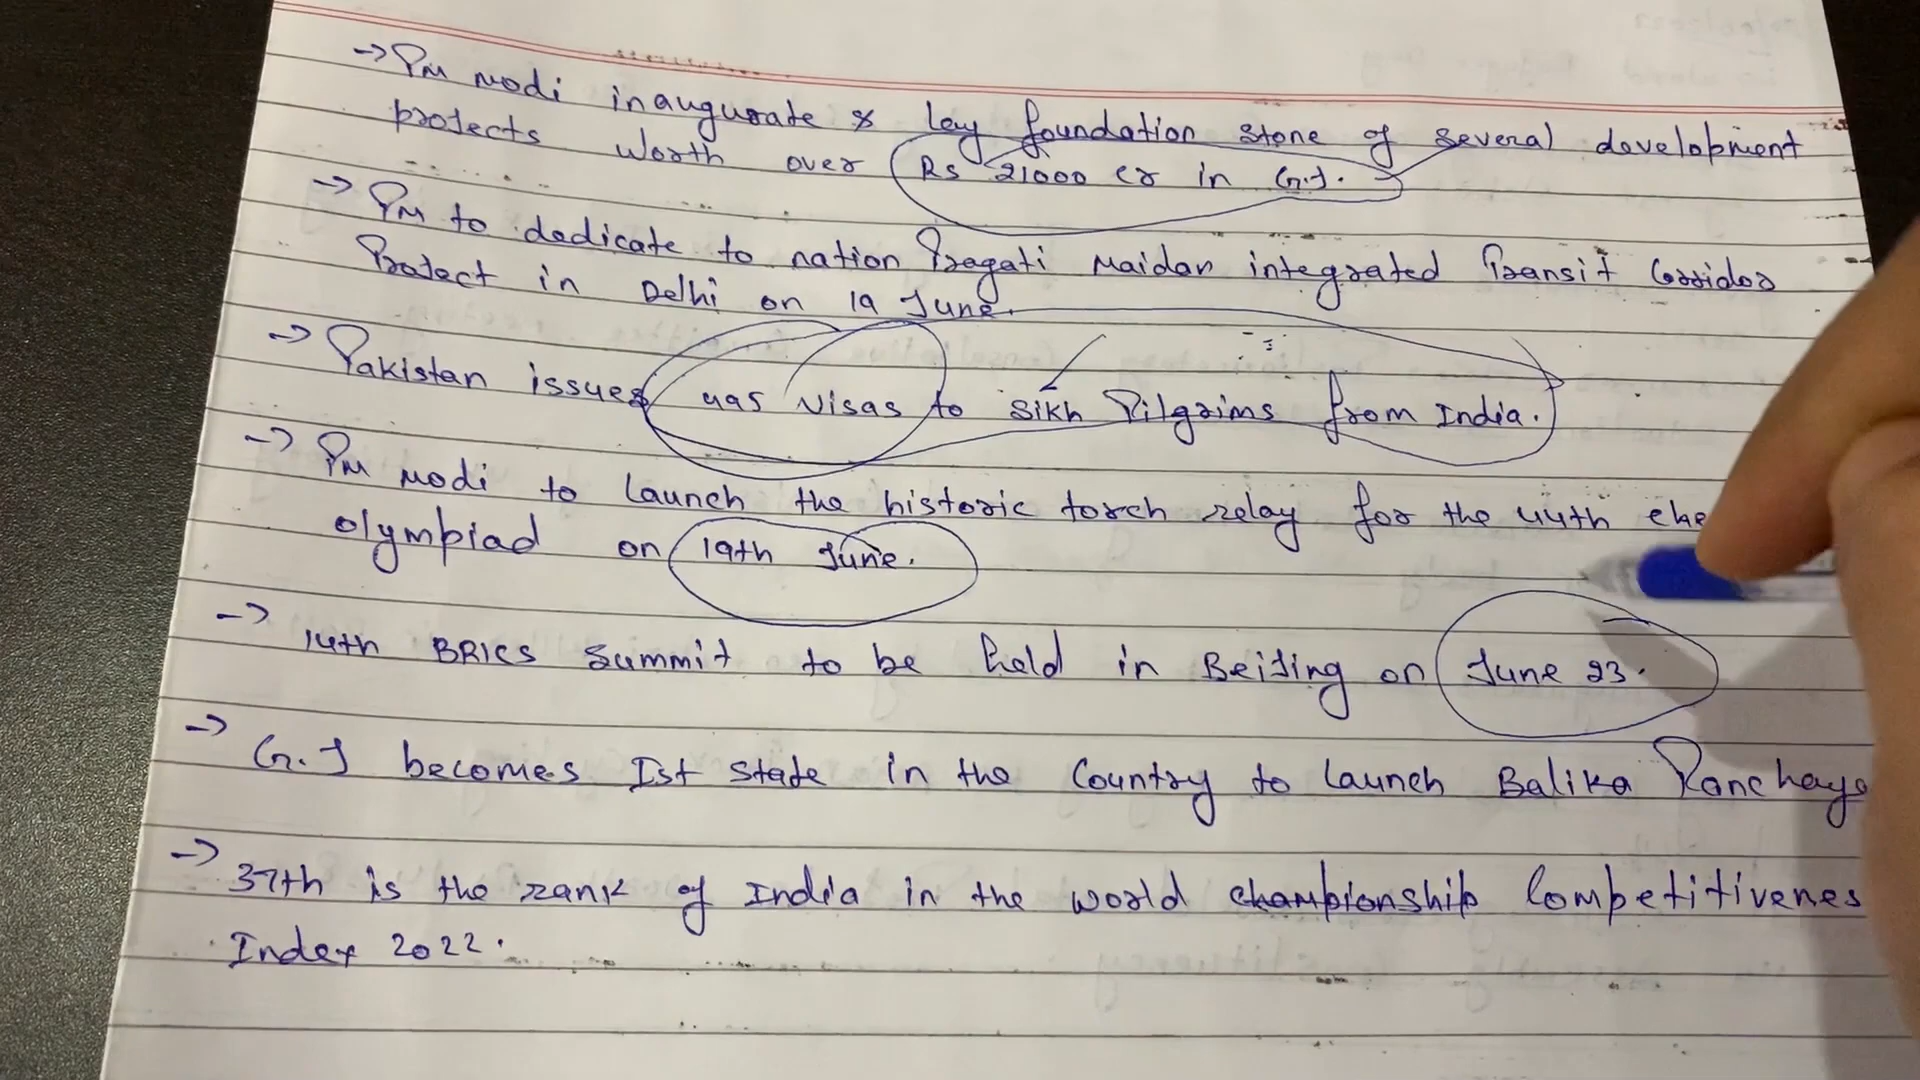 → PM modi inaugurate & lay foundation stone of several development
projects worth over Rs 21000 cr in G.J.
→ PM to dedicate to nation Pragati Maidan integrated Transit Corridor
Project in Delhi on 19 June.
→ Pakistan issues 495 Visas to Sikh Pilgrims from India.
→ PM modi to launch the historic torch relay for the 44th che
olympiad on 19th June.
→ 14th BRICS Summit to be held in Beijing on June 23.
→ G.J becomes Ist state in the Country to launch Balika Panchaya
→ 37th is the rank of India in the world championship Competitivenes
Index 2022.